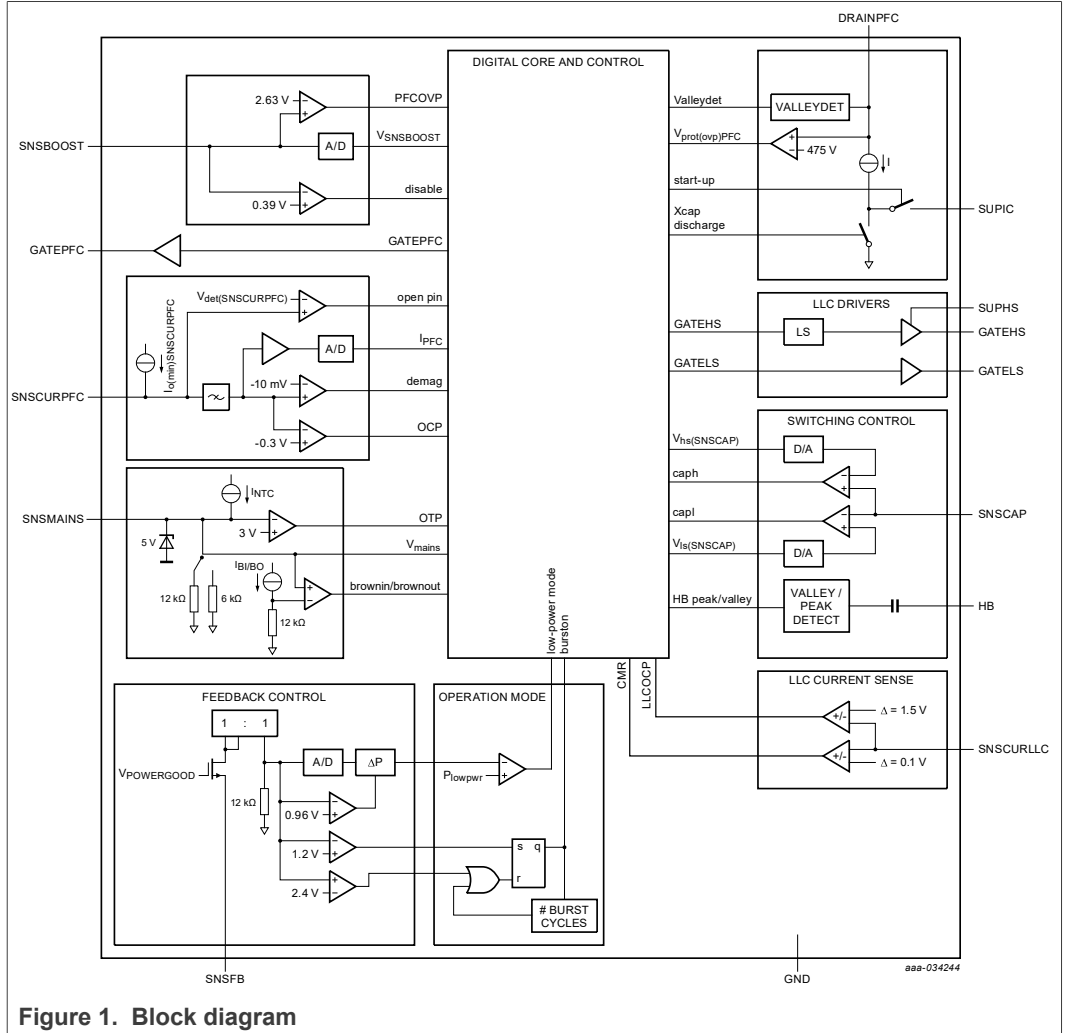 DRAINPFC
DIGITAL CORE AND CONTROL
2.63 V
PFCOVP
SNSBOOST
A/D
VSNSBOOST
0.39 V
disable
Valleydet
VALLEYDET
Vprot(ovp)PFC
475 V
I
start-up
Xcap
discharge
SUPIC
GATEPFC
GATEPFC
Vdet(SNSCURPFC)
open pin
Io(min)SNSCURPFC
A/D
IPFC
-10 mV
demag
SNSCURPFC
-0.3 V
OCP
LLC DRIVERS
SUPHS
GATEHS
LS
GATEHS
GATELS
GATELS
SWITCHING CONTROL
Vhs(SNSCAP)
D/A
caph
capl
SNSCAP
Vls(SNSCAP)
D/A
HB peak/valley
VALLEY /
PEAK
DETECT
HB
INTC
SNSMAINS
3 V
OTP
5 V
Vmains
IBI/BO
brownin/brownout
12 kΩ
6 kΩ
12 kΩ
low-power mode
burston
CMR
LLCOCP
LLC CURRENT SENSE
+/-
Δ = 1.5 V
SNSCURLLC
+/-
Δ = 0.1 V
FEEDBACK CONTROL
1 : 1
VPOWERGOOD
A/D
ΔP
12 kΩ
0.96 V
1.2 V
2.4 V
OPERATION MODE
Plowpwr
s q
r
# BURST
CYCLES
SNSFB
GND
aaa-034244
Figure 1. Block diagram